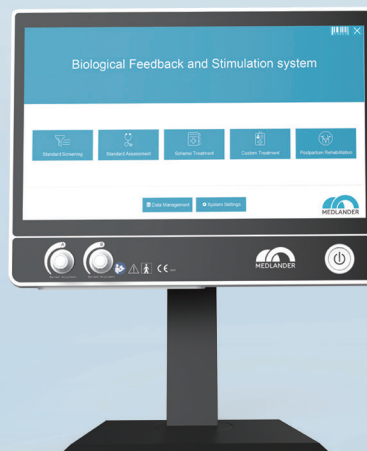 Biological Feedback and Stimulation system
Standard Screening
Standard Assessment
Scheme Treatment
Custom Treatment
Postpartum Rehabilitation
Data Management
System Settings
MEDLANDER
MEDLANDER
CE